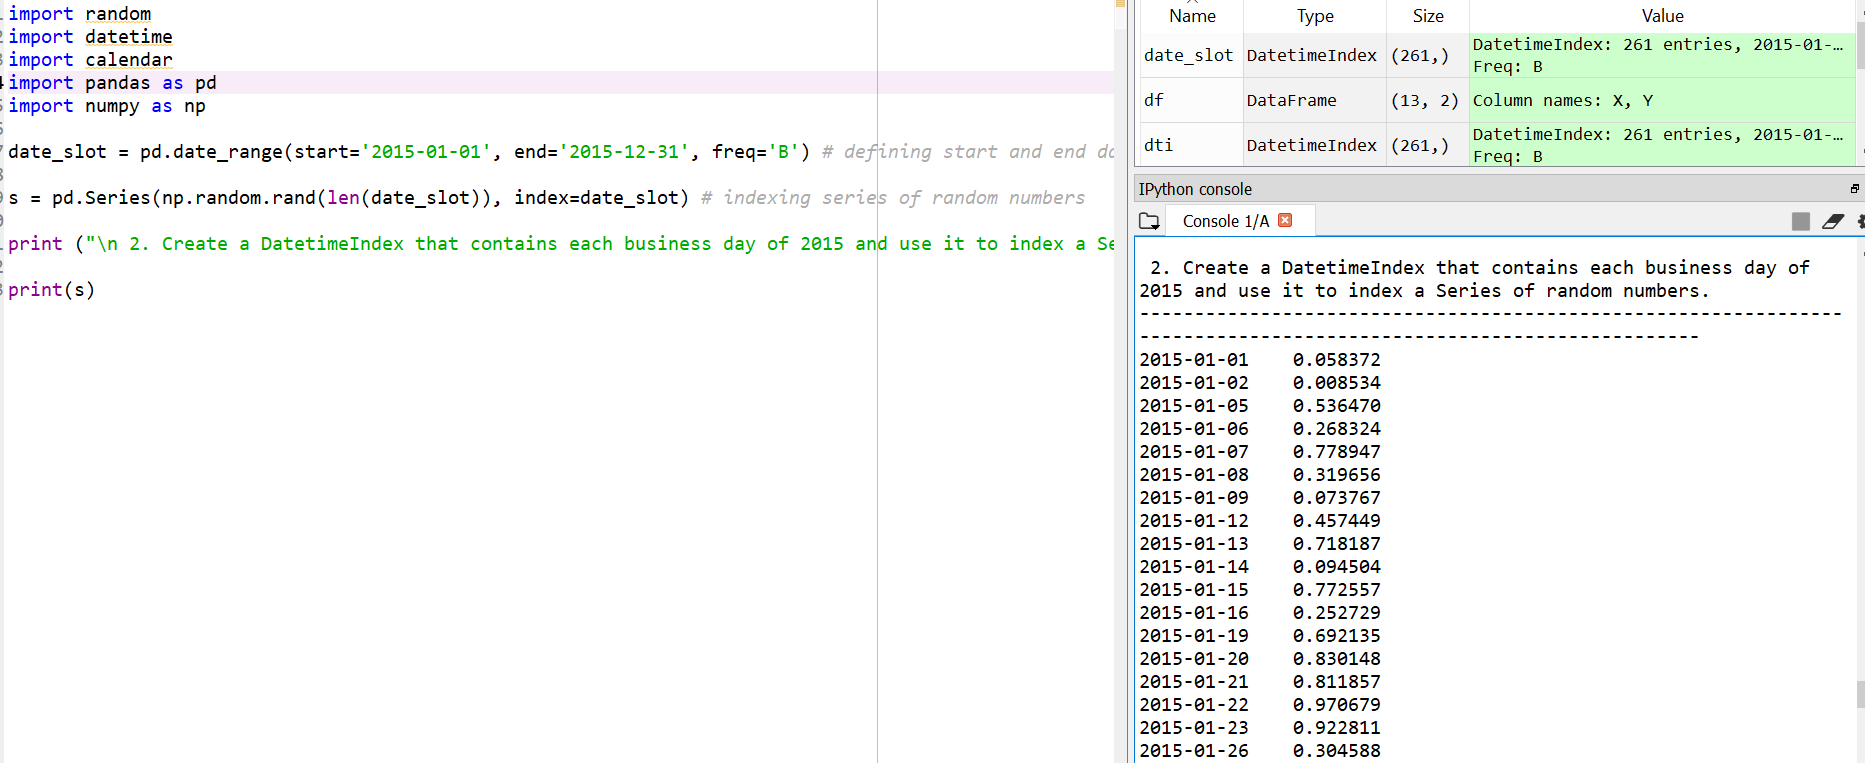 import random
import datetime
import calendar
import pandas as pd
import numpy as np
date_slot = pd.date_range(start='2015-01-01', end='2015-12-31', freq='B') # defining start and end da
s = pd.Series(np.random.rand(len(date_slot)), index=date_slot) # indexing series of random numbers
print ("\n 2. Create a DatetimeIndex that contains each business day of 2015 and use it to index a Se
print(s)
Name Type Size Value
date_slot DatetimeIndex (261,) DatetimeIndex: 261 entries, 2015-01-…
Freq: B
df DataFrame (13, 2) Column names: X, Y
dti DatetimeIndex (261,) DatetimeIndex: 261 entries, 2015-01-…
Freq: B
IPython console
Console 1/A
2. Create a DatetimeIndex that contains each business day of
2015 and use it to index a Series of random numbers.
----------------------------------------------------------------
---------------------------------------------------
2015-01-01    0.058372
2015-01-02    0.008534
2015-01-05    0.536470
2015-01-06    0.268324
2015-01-07    0.778947
2015-01-08    0.319656
2015-01-09    0.073767
2015-01-12    0.457449
2015-01-13    0.718187
2015-01-14    0.094504
2015-01-15    0.772557
2015-01-16    0.252729
2015-01-19    0.692135
2015-01-20    0.830148
2015-01-21    0.811857
2015-01-22    0.970679
2015-01-23    0.922811
2015-01-26    0.304588